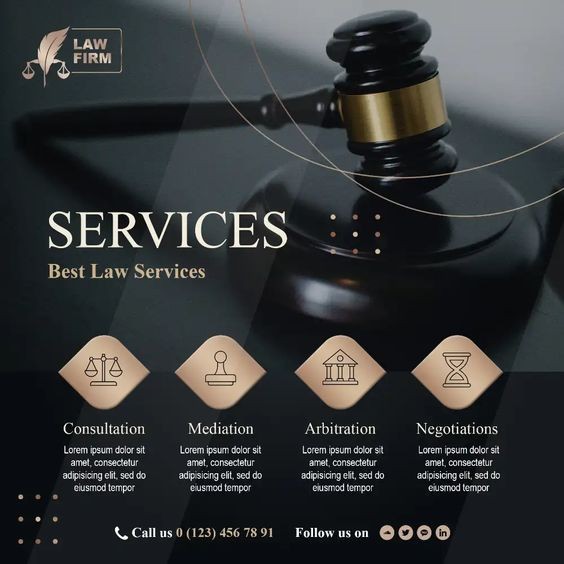 LAW
FIRM
SERVICES
Best Law Services
Consultation
Lorem ipsum dolor sit
amet, consectetur
adipisicing elit, sed do
eiusmod tempor
Mediation
Lorem ipsum dolor sit
amet, consectetur
adipisicing elit, sed do
eiusmod tempor
Arbitration
Lorem ipsum dolor sit
amet, consectetur
adipisicing elit, sed do
eiusmod tempor
Negotiations
Lorem ipsum dolor sit
amet, consectetur
adipisicing elit, sed do
eiusmod tempor
Call us 0 (123) 456 78 91 Follow us on